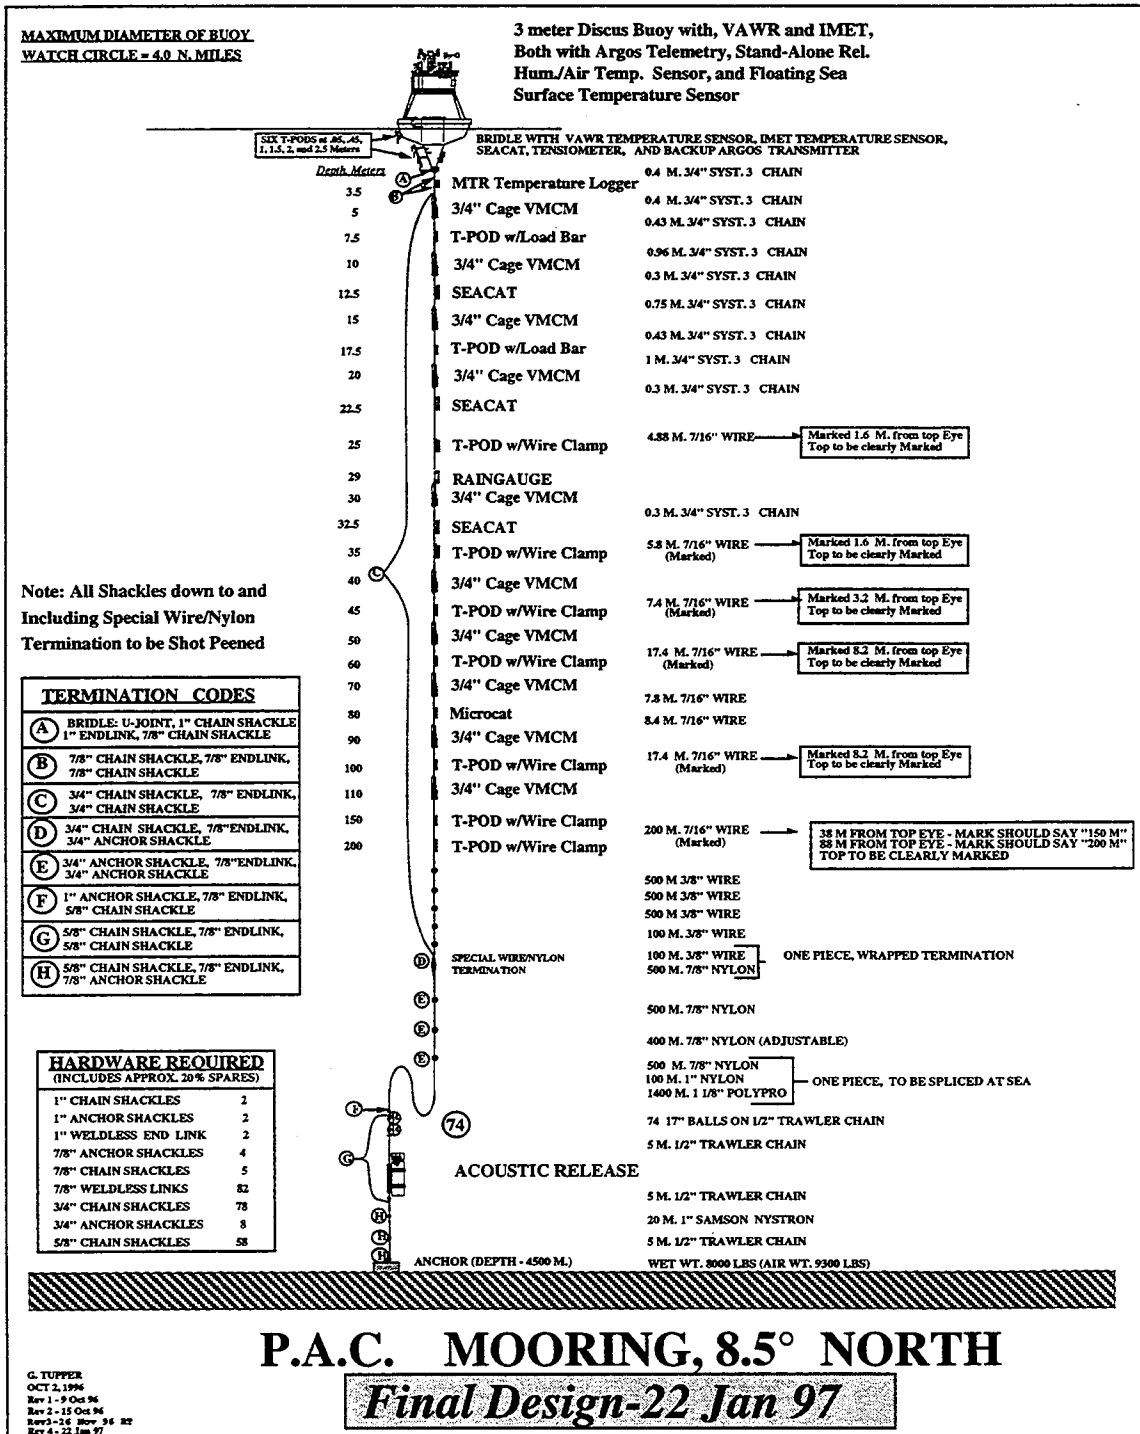 MAXIMUM DIAMETER OF BUOY
WATCH CIRCLE = 4.0 N. MILES
3 meter Discus Buoy with, VAWR and IMET,
Both with Argos Telemetry, Stand-Alone Rel.
Hum./Air Temp. Sensor, and Floating Sea
Surface Temperature Sensor
SIX T-PODS at .05, .45,
1, 1.5, 2, and 2.5 Meters
BRIDLE WITH VAWR TEMPERATURE SENSOR, IMET TEMPERATURE SENSOR,
SEACAT, TENSIOMETER, AND BACKUP ARGOS TRANSMITTER
Depth Meters
A
0.4 M. 3/4" SYST. 3 CHAIN
3.5
B
MTR Temperature Logger
0.4 M. 3/4" SYST. 3 CHAIN
5
3/4" Cage VMCM
0.43 M. 3/4" SYST. 3 CHAIN
7.5
T-POD w/Load Bar
0.96 M. 3/4" SYST. 3 CHAIN
10
3/4" Cage VMCM
0.3 M. 3/4" SYST. 3 CHAIN
12.5
SEACAT
0.75 M. 3/4" SYST. 3 CHAIN
15
3/4" Cage VMCM
0.43 M. 3/4" SYST. 3 CHAIN
17.5
T-POD w/Load Bar
1 M. 3/4" SYST. 3 CHAIN
20
3/4" Cage VMCM
0.3 M. 3/4" SYST. 3 CHAIN
22.5
SEACAT
25
T-POD w/Wire Clamp
4.88 M. 7/16" WIRE
Marked 1.6 M. from top Eye
Top to be clearly Marked
29
RAINGAUGE
30
3/4" Cage VMCM
0.3 M. 3/4" SYST. 3 CHAIN
32.5
SEACAT
35
T-POD w/Wire Clamp
5.8 M. 7/16" WIRE
(Marked)
Marked 1.6 M. from top Eye
Top to be clearly Marked
40
C
3/4" Cage VMCM
45
T-POD w/Wire Clamp
7.4 M. 7/16" WIRE
(Marked)
Marked 3.2 M. from top Eye
Top to be clearly Marked
50
3/4" Cage VMCM
60
T-POD w/Wire Clamp
17.4 M. 7/16" WIRE
(Marked)
Marked 8.2 M. from top Eye
Top to be clearly Marked
70
3/4" Cage VMCM
7.8 M. 7/16" WIRE
80
Microcat
8.4 M. 7/16" WIRE
90
3/4" Cage VMCM
100
T-POD w/Wire Clamp
17.4 M. 7/16" WIRE
(Marked)
Marked 8.2 M. from top Eye
Top to be clearly Marked
110
3/4" Cage VMCM
150
T-POD w/Wire Clamp
200 M. 7/16" WIRE
(Marked)
38 M FROM TOP EYE - MARK SHOULD SAY "150 M"
88 M FROM TOP EYE - MARK SHOULD SAY "200 M"
TOP TO BE CLEARLY MARKED
200
T-POD w/Wire Clamp
500 M 3/8" WIRE
500 M 3/8" WIRE
500 M 3/8" WIRE
100 M. 3/8" WIRE
D
SPECIAL WIRE/NYLON
TERMINATION
100 M. 3/8" WIRE
500 M. 7/8" NYLON
ONE PIECE, WRAPPED TERMINATION
E
500 M. 7/8" NYLON
E
400 M. 7/8" NYLON (ADJUSTABLE)
E
500 M. 7/8" NYLON
100 M. 1" NYLON
1400 M. 1 1/8" POLYPRO
ONE PIECE, TO BE SPLICED AT SEA
F
74
74 17" BALLS ON 1/2" TRAWLER CHAIN
5 M. 1/2" TRAWLER CHAIN
G
ACOUSTIC RELEASE
5 M. 1/2" TRAWLER CHAIN
H
20 M. 1" SAMSON NYSTRON
H
5 M. 1/2" TRAWLER CHAIN
H
ANCHOR (DEPTH - 4500 M.)
WET WT. 8000 LBS (AIR WT. 9300 LBS)
Note: All Shackles down to and
Including Special Wire/Nylon
Termination to be Shot Peened
TERMINATION CODES
A BRIDLE: U-JOINT, 1" CHAIN SHACKLE
1" ENDLINK, 7/8" CHAIN SHACKLE
B 7/8" CHAIN SHACKLE, 7/8" ENDLINK,
7/8" CHAIN SHACKLE
C 3/4" CHAIN SHACKLE, 7/8" ENDLINK,
3/4" CHAIN SHACKLE
D 3/4" CHAIN SHACKLE, 7/8"ENDLINK,
3/4" ANCHOR SHACKLE
E 3/4" ANCHOR SHACKLE, 7/8"ENDLINK,
3/4" ANCHOR SHACKLE
F 1" ANCHOR SHACKLE, 7/8" ENDLINK,
5/8" CHAIN SHACKLE
G 5/8" CHAIN SHACKLE, 7/8" ENDLINK,
5/8" CHAIN SHACKLE
H 5/8" CHAIN SHACKLE, 7/8" ENDLINK,
7/8" ANCHOR SHACKLE
HARDWARE REQUIRED
(INCLUDES APPROX. 20% SPARES)
1" CHAIN SHACKLES 2
1" ANCHOR SHACKLES 2
1" WELDLESS END LINK 2
7/8" ANCHOR SHACKLES 4
7/8" CHAIN SHACKLES 5
7/8" WELDLESS LINKS 82
3/4" CHAIN SHACKLES 78
3/4" ANCHOR SHACKLES 8
5/8" CHAIN SHACKLES 58
P.A.C. MOORING, 8.5° NORTH
Final Design-22 Jan 97
G. TUPPER
OCT 2, 1996
Rev 1 - 9 Oct 96
Rev 2 - 15 Oct 96
Rev3-26 Nov 96 RT
Rev 4 - 22 Jan 97